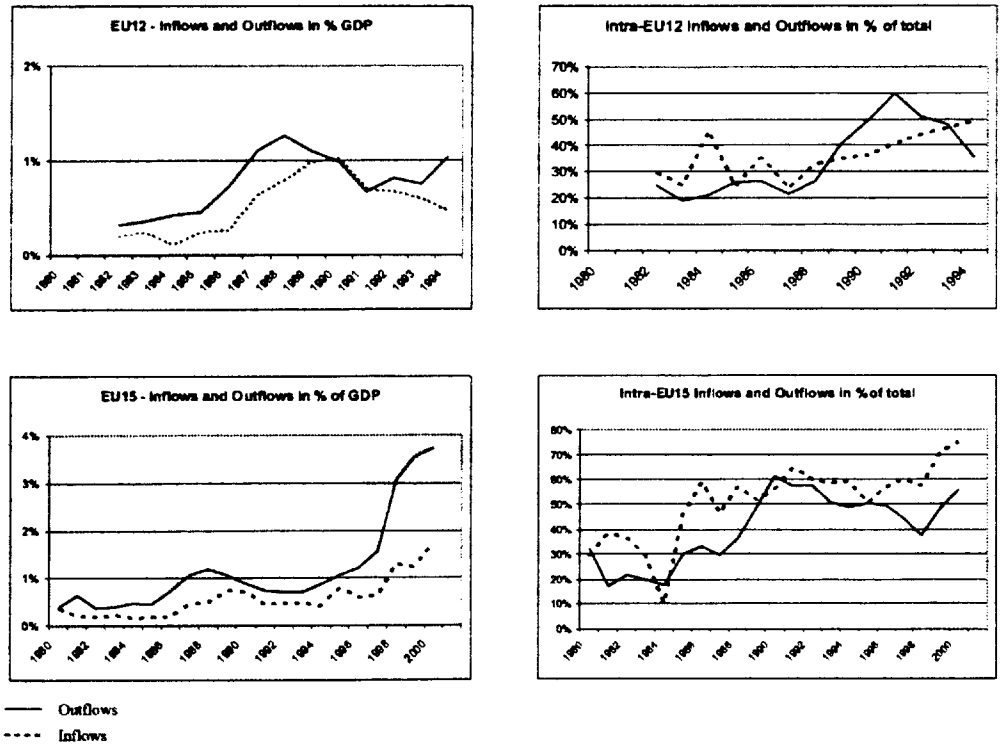 EU12 - Inflows and Outflows in % GDP
2%
1%
0%
1980 1981 1982 1983 1984 1985 1986 1987 1988 1989 1990 1991 1992 1993 1994
Intra-EU12 Inflows and Outflows in % of total
70%
60%
50%
40%
30%
20%
10%
0%
1980 1982 1984 1986 1988 1990 1992 1994
EU15 - Inflows and Outflows in % of GDP
4%
3%
2%
1%
0%
1980 1982 1984 1986 1988 1990 1992 1994 1996 1998 2000
Intra-EU15 Inflows and Outflows in % of total
80%
70%
60%
50%
40%
30%
20%
10%
0%
1980 1982 1984 1986 1988 1990 1992 1994 1996 1998 2000
Outflows
Inflows